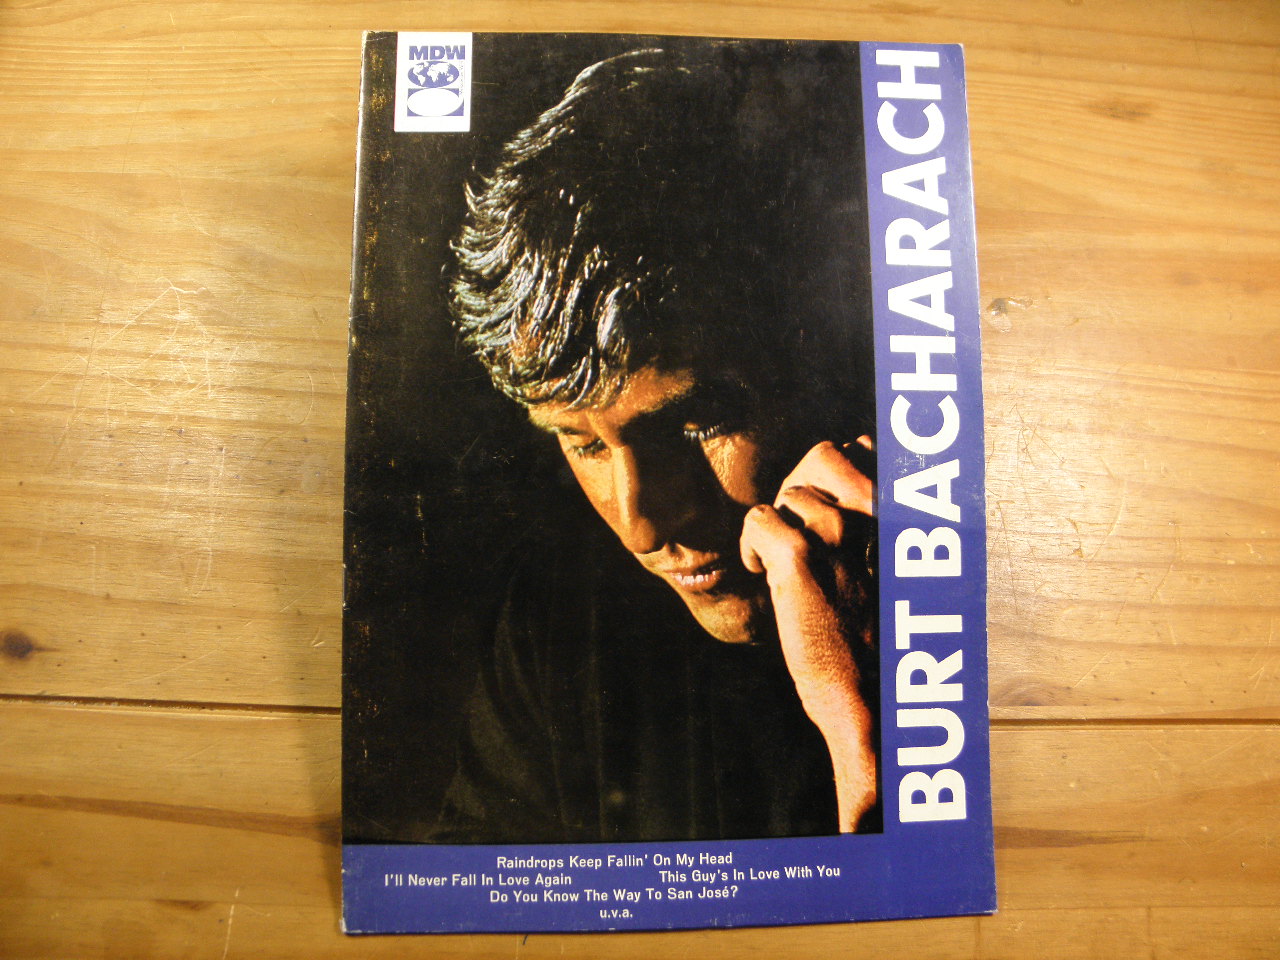 MDW
BURT BACHARACH
Raindrops Keep Fallin' On My Head
I'll Never Fall In Love Again This Guy's In Love With You
Do You Know The Way To San José?
u.v.a.